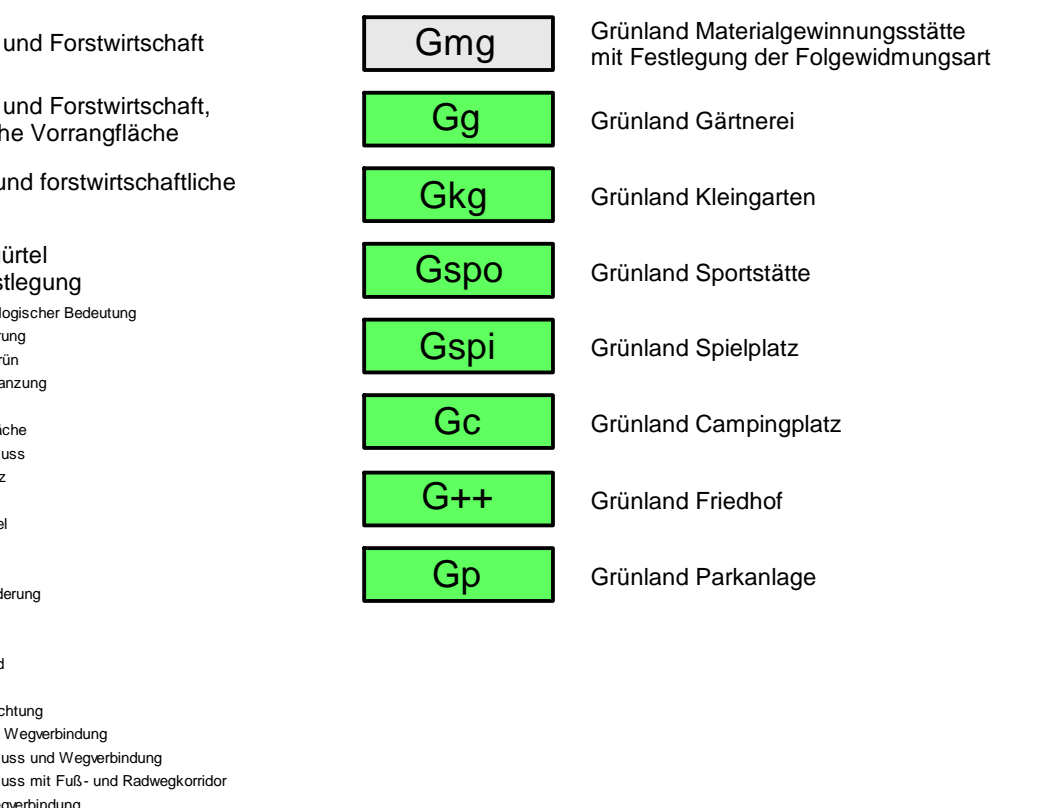 und Forstwirtschaft
und Forstwirtschaft,
he Vorrangfläche
und forstwirtschaftliche
ürtel
stlegung
logischer Bedeutung
rung
rün
anzung
äche
uss
z
el
derung
d
chtung
Wegverbindung
uss und Wegverbindung
uss mit Fuß- und Radwegkorridor
egverbindung
Gmg
Grünland Materialgewinnungsstätte
mit Festlegung der Folgewidmungsart
Gg
Grünland Gärtnerei
Gkg
Grünland Kleingarten
Gspo
Grünland Sportstätte
Gspi
Grünland Spielplatz
Gc
Grünland Campingplatz
G++
Grünland Friedhof
Gp
Grünland Parkanlage